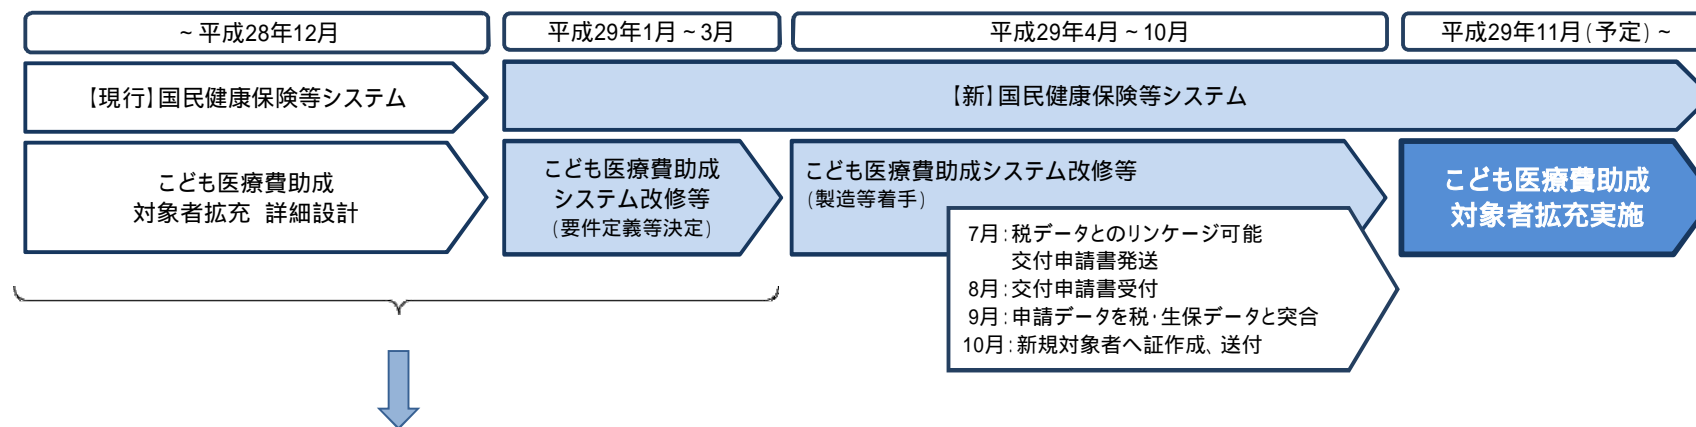 ~ 平成28年12月
平成29年1月 ~ 3月
平成29年4月 ~ 10月
平成29年11月(予定) ~
【現行】国民健康保険等システム
【新】国民健康保険等システム
こども医療費助成
対象者拡充 詳細設計
こども医療費助成
システム改修等
(要件定義等決定)
こども医療費助成システム改修等
(製造等着手)
7月:税データとのリンケージ可能
交付申請書発送
8月:交付申請書受付
9月:申請データを税・生保データと突合
10月:新規対象者へ証作成、送付
こども医療費助成
対象者拡充実施